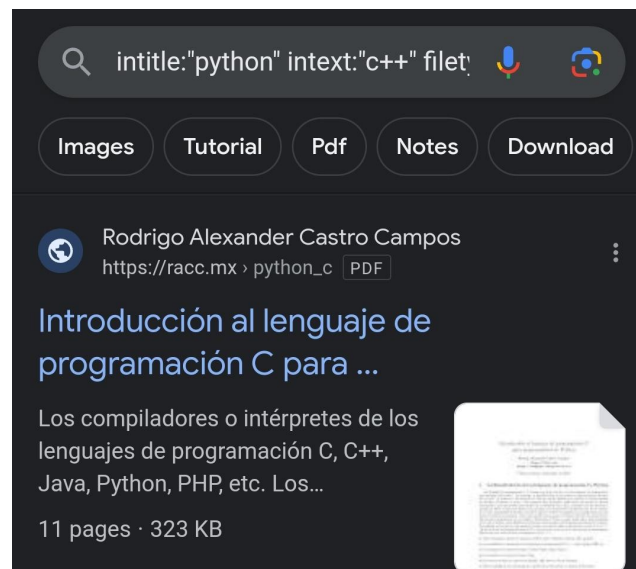 intitle:"python" intext:"c++" filety
Images Tutorial Pdf Notes Download
Rodrigo Alexander Castro Campos
https://racc.mx › python_c PDF
Introducción al lenguaje de
programación C para ...
Los compiladores o intérpretes de los
lenguajes de programación C, C++,
Java, Python, PHP, etc. Los...
11 pages · 323 KB